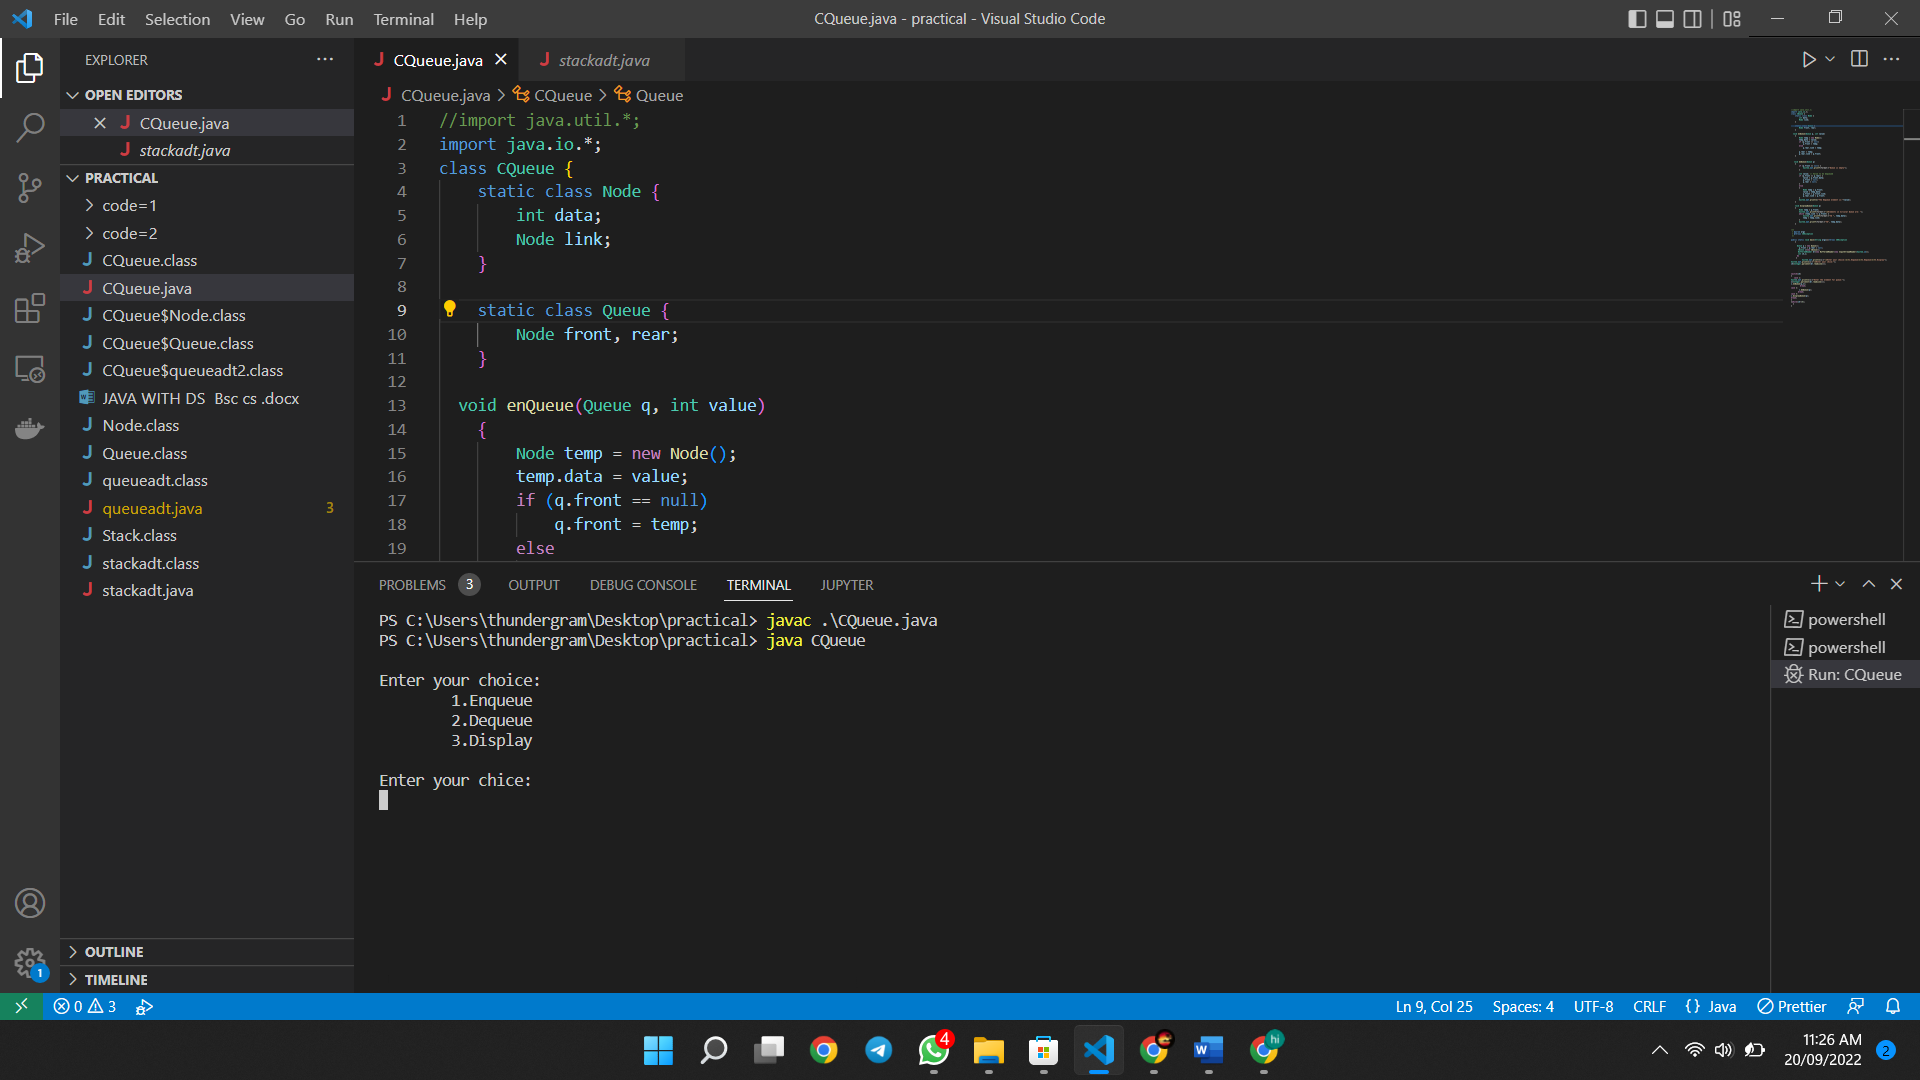 File Edit Selection View Go Run Terminal Help
CQueue.java - practical - Visual Studio Code
EXPLORER
OPEN EDITORS
CQueue.java
stackadt.java
PRACTICAL
code=1
code=2
CQueue.class
CQueue.java
CQueue$Node.class
CQueue$Queue.class
CQueue$queueadt2.class
JAVA WITH DS Bsc cs .docx
Node.class
Queue.class
queueadt.class
queueadt.java 3
Stack.class
stackadt.class
stackadt.java
OUTLINE
TIMELINE
CQueue.java stackadt.java
CQueue.java > CQueue > Queue
1 //import java.util.*;
2 import java.io.*;
3 class CQueue {
4 static class Node {
5 int data;
6 Node link;
7 }
8
9 static class Queue {
10 Node front, rear;
11 }
12
13 void enQueue(Queue q, int value)
14 {
15 Node temp = new Node();
16 temp.data = value;
17 if (q.front == null)
18 q.front = temp;
19 else
PROBLEMS 3 OUTPUT DEBUG CONSOLE TERMINAL JUPYTER
PS C:\Users\thundergram\Desktop\practical> javac .\CQueue.java
PS C:\Users\thundergram\Desktop\practical> java CQueue
Enter your choice:
1.Enqueue
2.Dequeue
3.Display
Enter your chice:
powershell
powershell
Run: CQueue
1
0 3
Ln 9, Col 25 Spaces: 4 UTF-8 CRLF {} Java Prettier
4
W
hi
11:26 AM
20/09/2022
2